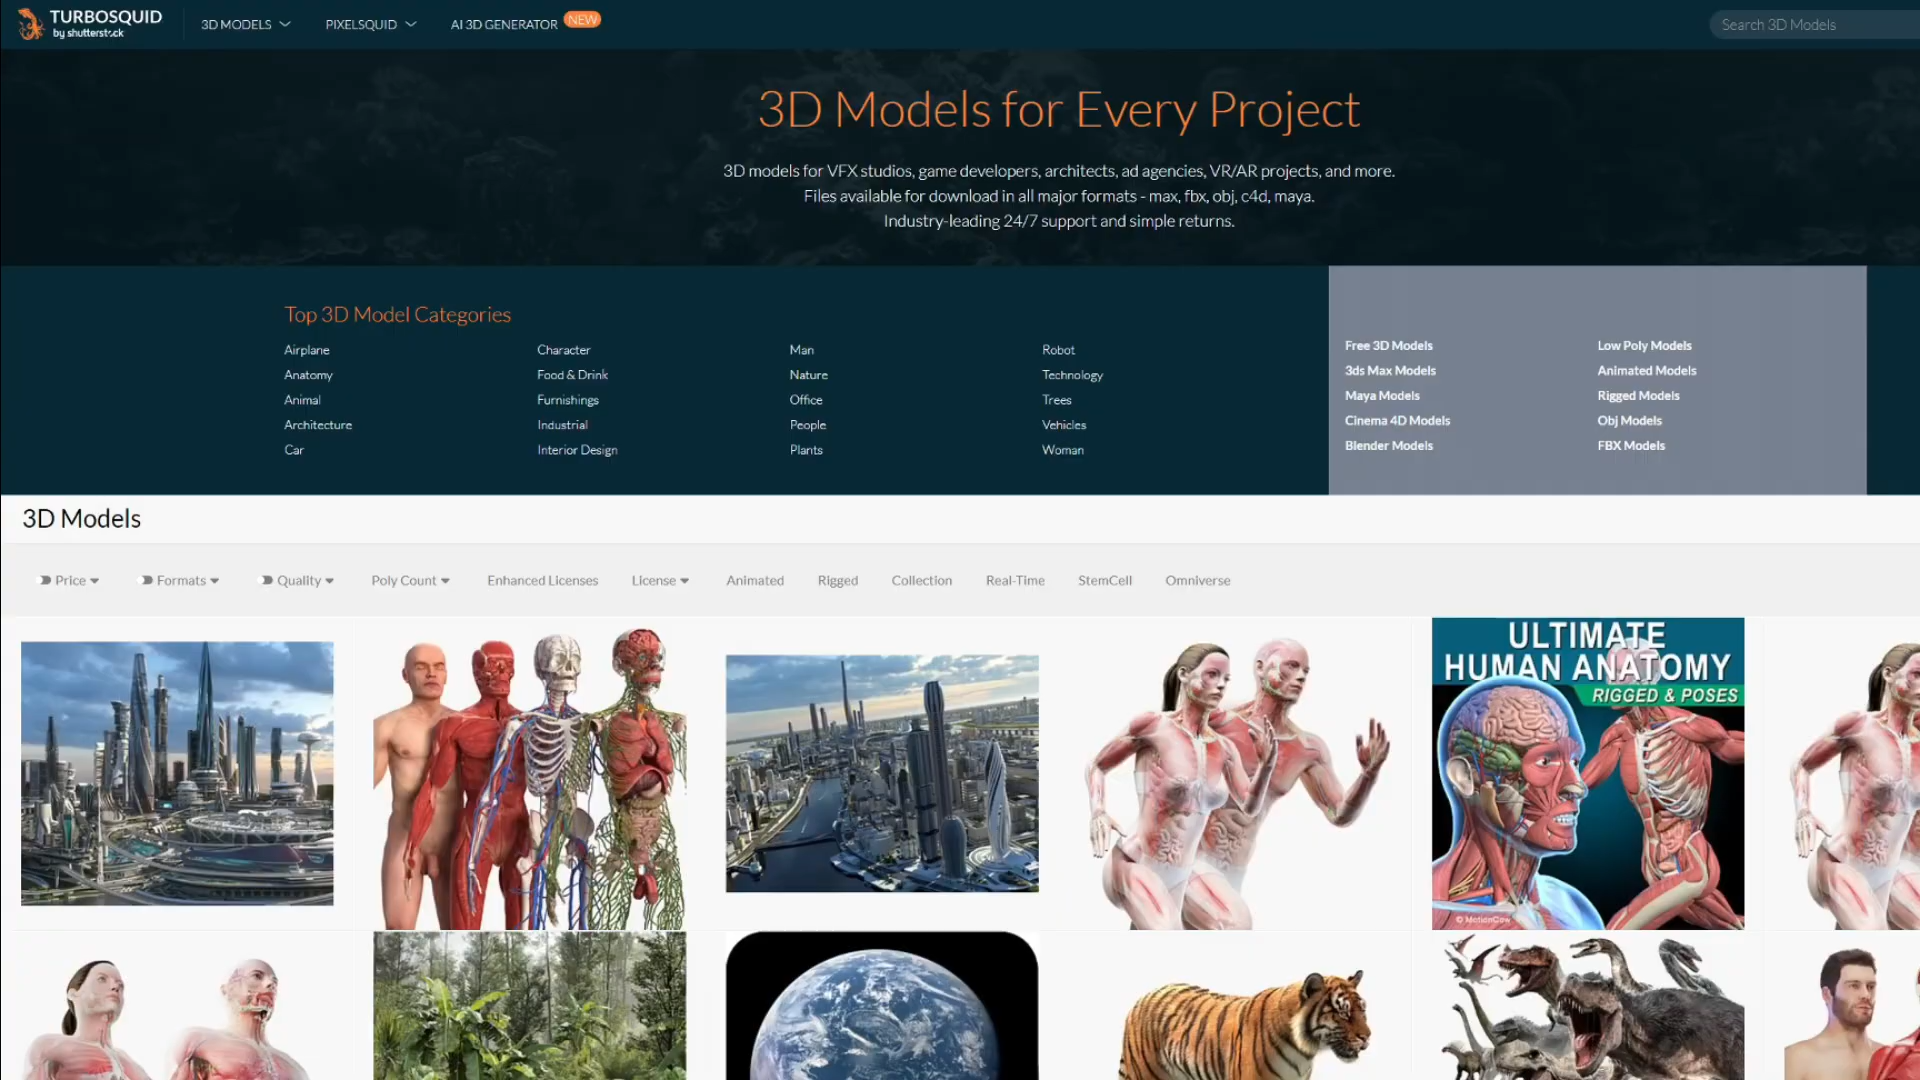 TURBOSQUID
by shutterstock
3D MODELS
PIXELSQUID
AI 3D GENERATOR
NEW
Search 3D Models
3D Models for Every Project
3D models for VFX studios, game developers, architects, ad agencies, VR/AR projects, and more.
Files available for download in all major formats - max, fbx, obj, c4d, maya.
Industry-leading 24/7 support and simple returns.
Top 3D Model Categories
Airplane
Anatomy
Animal
Architecture
Car
Character
Food & Drink
Furnishings
Industrial
Interior Design
Man
Nature
Office
People
Plants
Robot
Technology
Trees
Vehicles
Woman
Free 3D Models
3ds Max Models
Maya Models
Cinema 4D Models
Blender Models
Low Poly Models
Animated Models
Rigged Models
Obj Models
FBX Models
3D Models
Price
Formats
Quality
Poly Count
Enhanced Licenses
License
Animated
Rigged
Collection
Real-Time
StemCell
Omniverse
ULTIMATE
HUMAN ANATOMY
RIGGED & POSES
© MotionCow